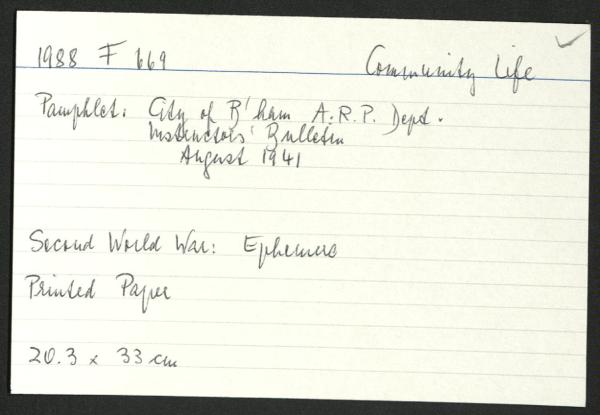 1988 F 669 Community Life
Pamphlet: City of B'ham A.R.P. Dept.
Instructors' Bulletin
August 1941
Second World War: Ephemera
Printed Paper
20.3 x 33 cm